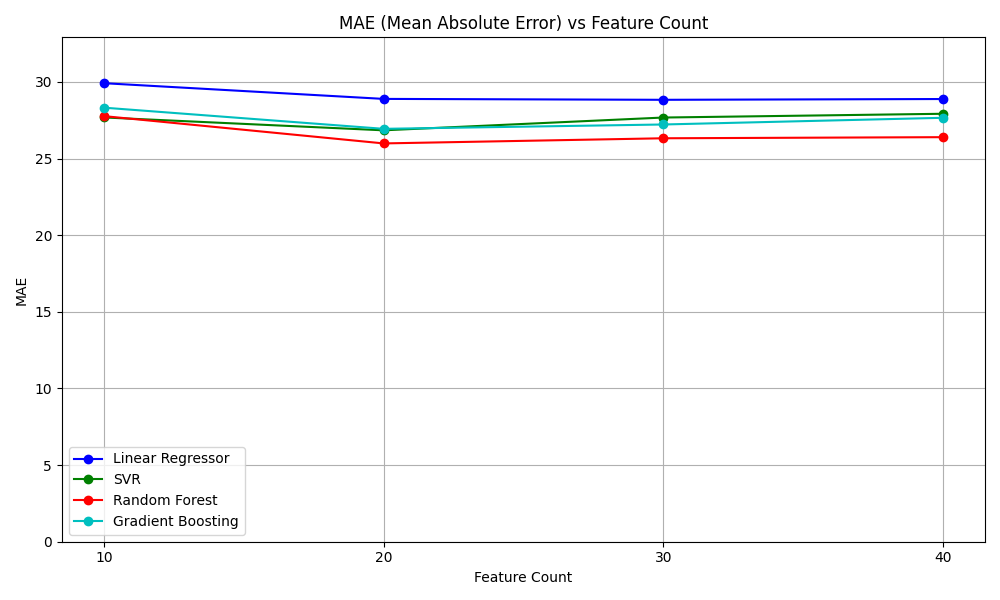 MAE (Mean Absolute Error) vs Feature Count
MAE
30
25
20
15
10
5
0
Linear Regressor
SVR
Random Forest
Gradient Boosting
10 20 30 40
Feature Count